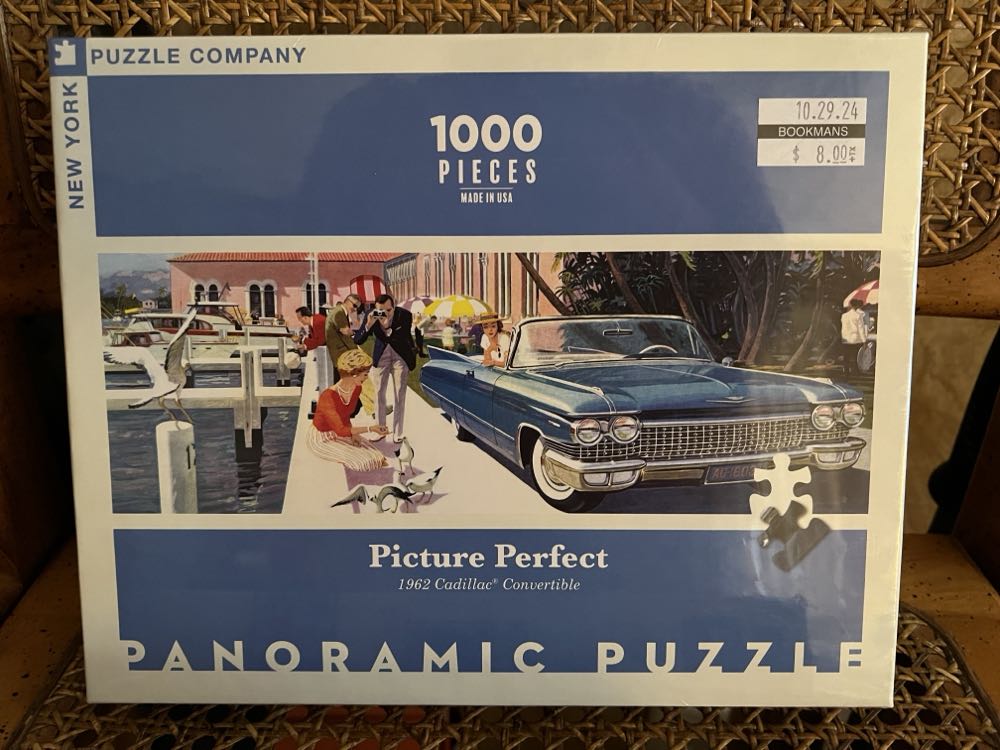 PUZZLE COMPANY
NEW YORK
1000
PIECES
MADE IN USA
10.29.24
BOOKMANS
$ 8.00
Picture Perfect
1962 Cadillac® Convertible
PANORAMIC PUZZLE